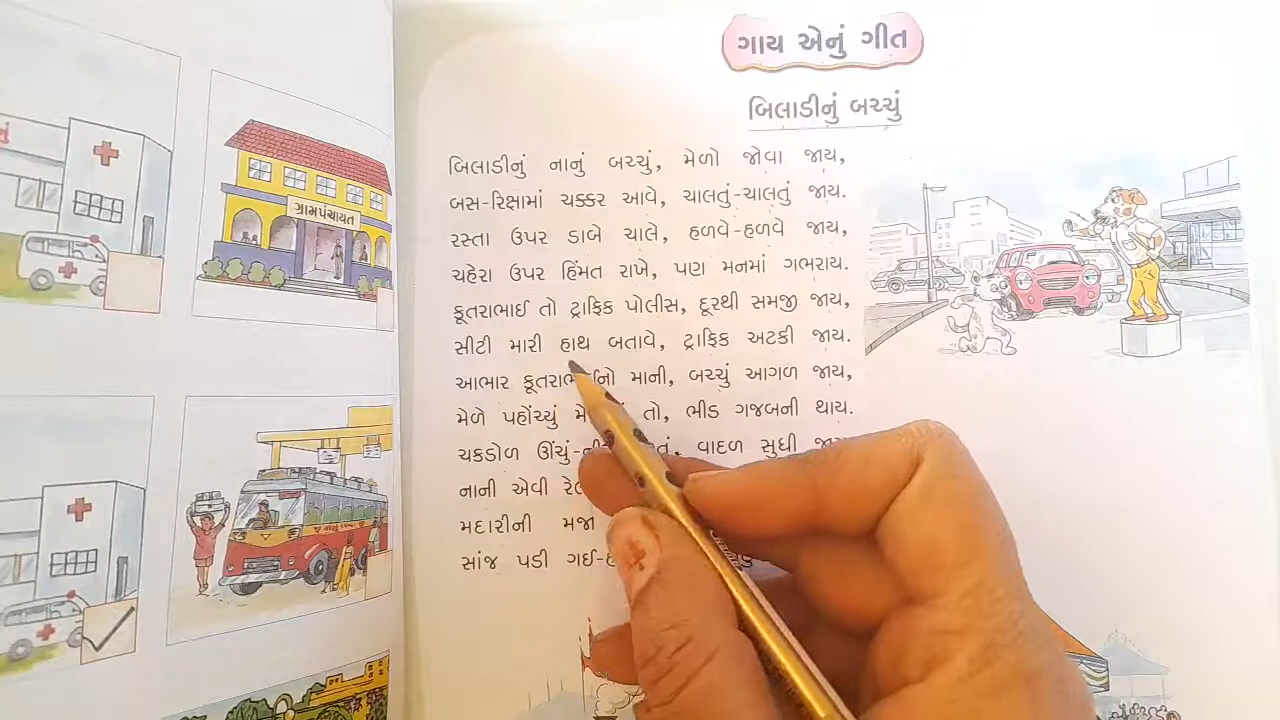 ગ્રામપંચાયત
ગાય એનું ગીત
બિલાડીનું બચ્ચું
બિલાડીનું નાનું બચ્ચું, મેળો જોવા જાય,
બસ-રિક્ષામાં ચક્કર આવે, ચાલતું-ચાલતું જાય.
રસ્તા ઉપર ડાબે ચાલે, હળવે-હળવે જાય,
ચહેરા ઉપર હિંમત રાખે, પણ મનમાં ગભરાય.
કૂતરાભાઈ તો ટ્રાફિક પોલીસ, દૂરથી સમજી જાય,
સીટી મારી હાથ બતાવે, ટ્રાફિક અટકી જાય.
આભાર કૂતરાભાઈનો માની, બચ્ચું આગળ જાય,
મેળે પહોંચ્યું તો, ભીડ ગજબની થાય.
ચકડોળ ઊંચું વાદળ સુધી જાય
નાની એવી
મદારીની મજા
સાંજ પડી ગઈ